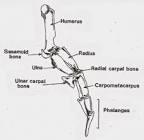 Humerus
Sesamoid
bone
Radius
Ulna
Radial carpal bone
Ulnar carpal
bone
Carpometacarpus
Phalanges